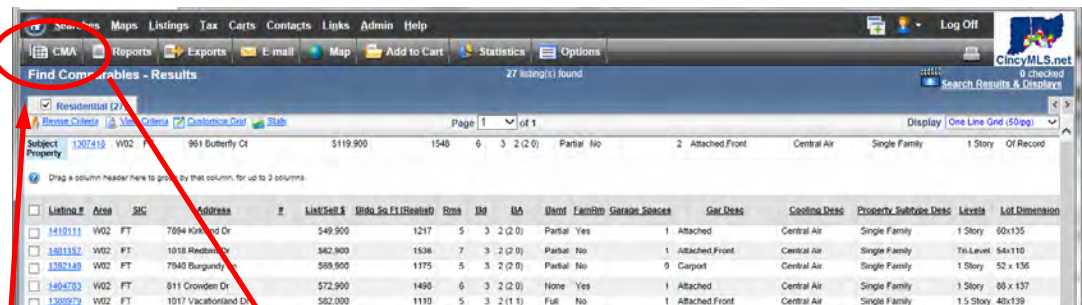 Searches Maps Listings Tax Carts Contacts Links Admin Help Log Off
CMA Reports Exports E-mail Map Add to Cart Statistics Options
CincyMLS.net
Find Comparables - Results 27 listing(s) found 0 checked
Search Results & Displays
Residential (27)
Revise Criteria View Criteria Customize Grid Stats Page 1 of 1 Display One Line Grid (50/pg)
Subject Property 1307418 W02 F 961 Butterfly Ct $119,900 1548 6 3 2 (2 0) Partial No 2 Attached,Front Central Air Single Family 1 Story Of Record
Drag a column header here to group by that column, for up to 3 columns.
Listing # Area SIC Address # List/Sell $ Bldg Sq Ft (Realist) Rms Bd BA Bsmt FamRm Garage Spaces Gar Desc Cooling Desc Property Subtype Desc Levels Lot Dimension
1410111 W02 FT 7894 Kirkland Dr $49,900 1217 5 3 2 (2 0) Partial Yes 1 Attached Central Air Single Family 1 Story 60x135
1401157 W02 FT 1018 Redbird Dr $62,900 1536 7 3 2 (2 0) Partial No 1 Attached,Front Central Air Single Family Tri-Level 54x110
1392149 W02 FT 7940 Burgundy $69,900 1175 5 3 2 (2 0) Partial No 0 Carport Central Air Single Family 1 Story 52 x 136
1404783 W02 FT 811 Crowden Dr $72,900 1498 6 3 2 (2 0) None Yes 1 Attached Central Air Single Family 1 Story 88 x 137
1388979 W02 FT 1017 Vacationland Dr $82,000 1110 5 3 2 (1 1) Full No 1 Attached,Front Central Air Single Family 1.5 Story 48x139